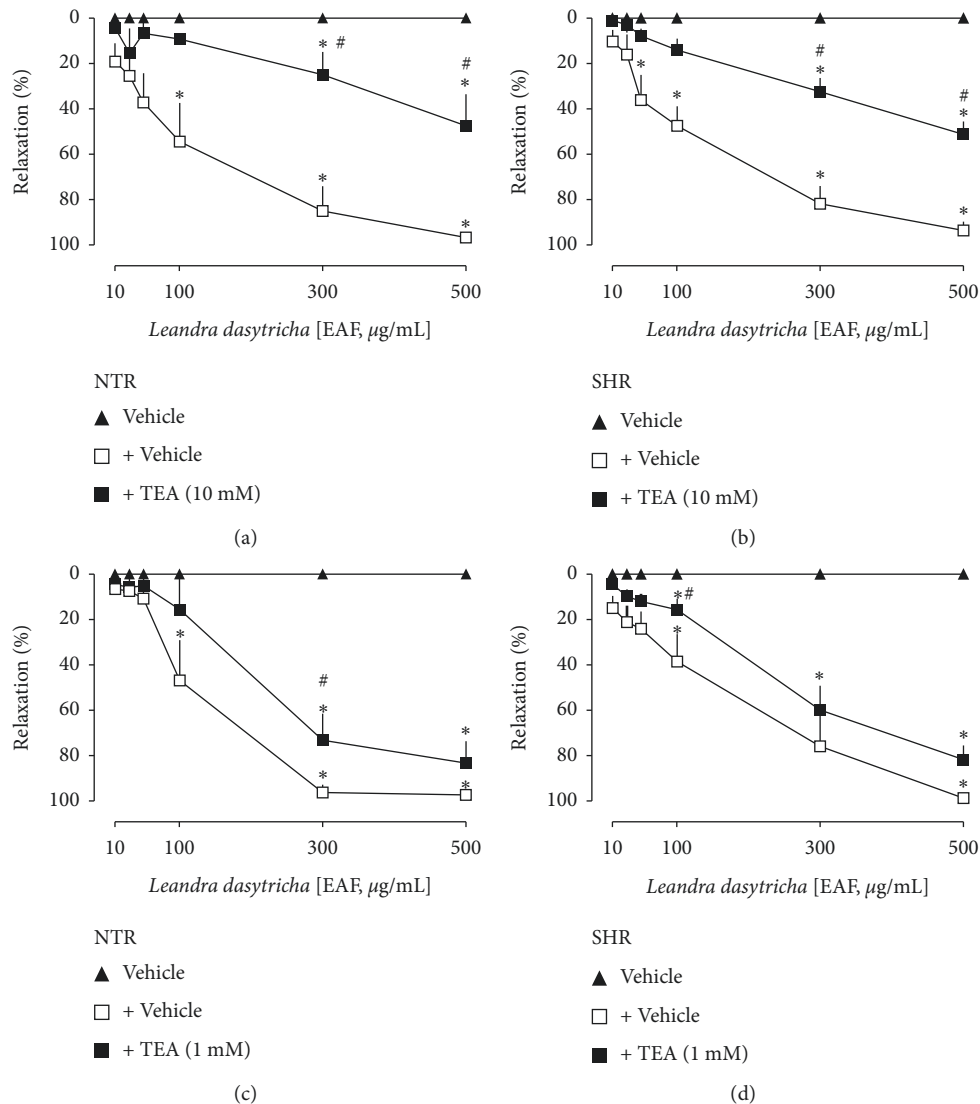 0
20
40
60
80
100
Relaxation (%)
* #
#
*
*
*
*
10 100 300 500
Leandra dasytricha [EAF, µg/mL]
NTR
Vehicle
+ Vehicle
+ TEA (10 mM)
(a)
0
20
40
60
80
100
Relaxation (%)
#
*
#
*
*
*
*
*
10 100 300 500
Leandra dasytricha [EAF, µg/mL]
SHR
Vehicle
+ Vehicle
+ TEA (10 mM)
(b)
0
20
40
60
80
100
Relaxation (%)
*
#
*
*
*
*
10 100 300 500
Leandra dasytricha [EAF, µg/mL]
NTR
Vehicle
+ Vehicle
+ TEA (1 mM)
(c)
0
20
40
60
80
100
Relaxation (%)
*#
*
*
*
*
10 100 300 500
Leandra dasytricha [EAF, µg/mL]
SHR
Vehicle
+ Vehicle
+ TEA (1 mM)
(d)